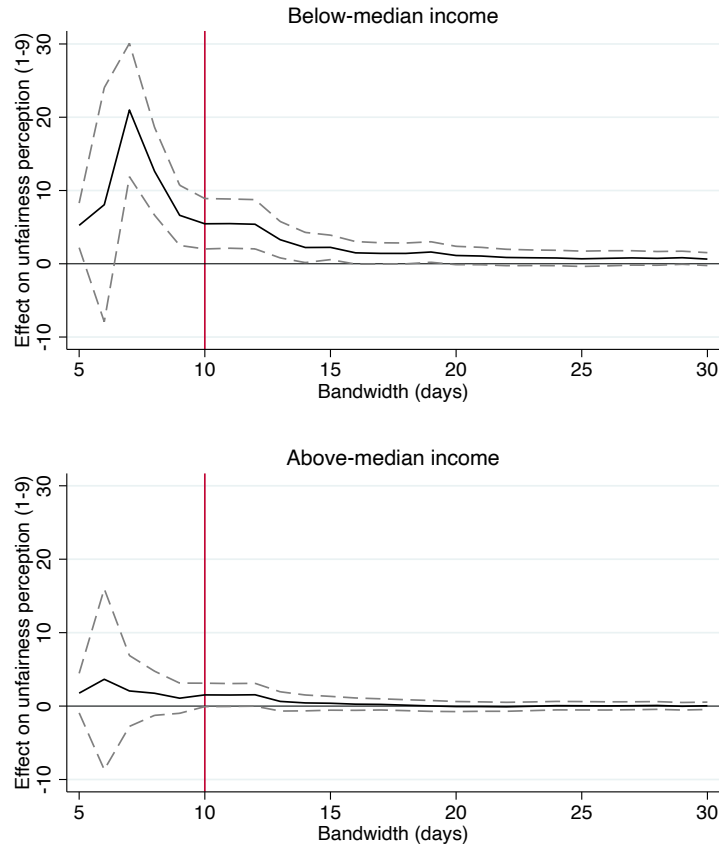 Below-median income
Effect on unfairness perception (1-9)
30
20
10
0
-10
5 10 15 20 25 30
Bandwidth (days)
Above-median income
Effect on unfairness perception (1-9)
30
20
10
0
-10
5 10 15 20 25 30
Bandwidth (days)